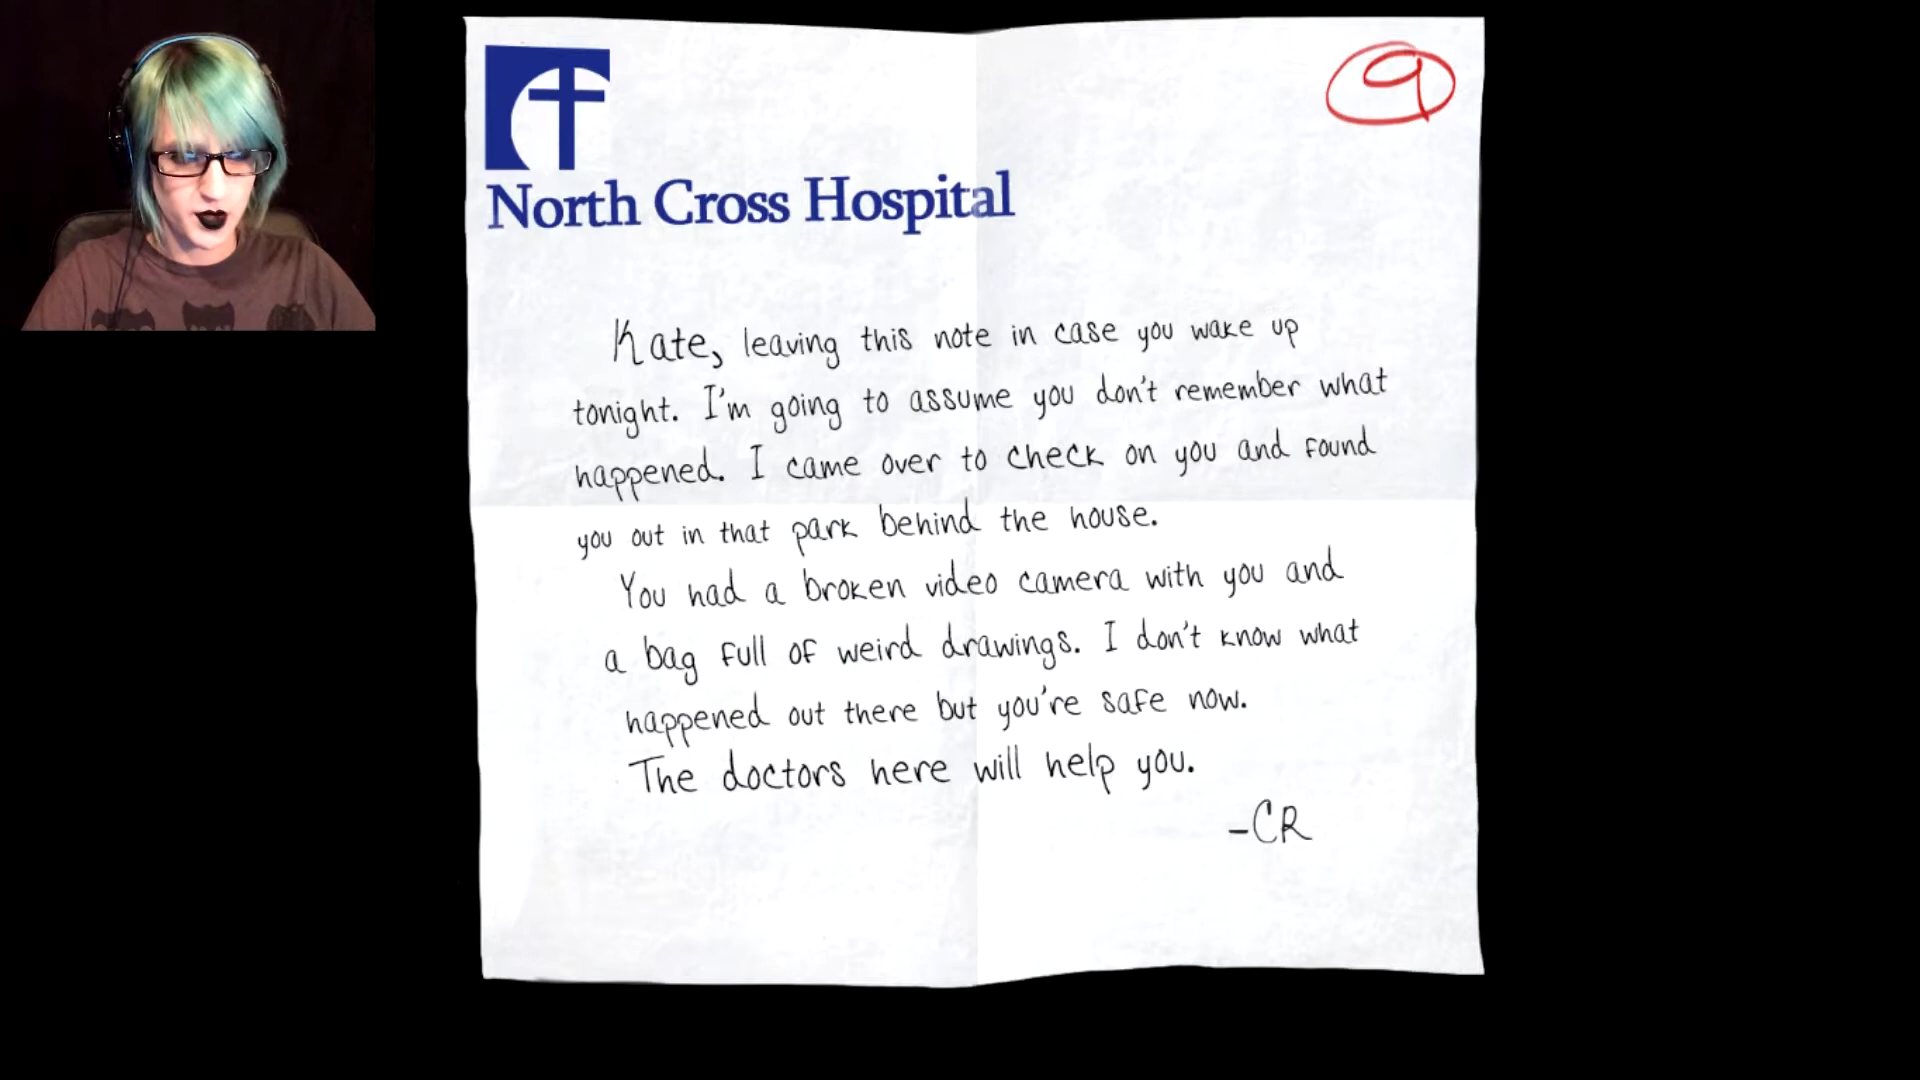 9
North Cross Hospital
Kate, leaving this note in case you wake up
tonight. I'm going to assume you don't remember what
happened. I came over to check on you and found
you out in that park behind the house.
You had a broken video camera with you and
a bag full of weird drawings. I don't know what
happened out there but you're safe now.
The doctors here will help you.
-CR